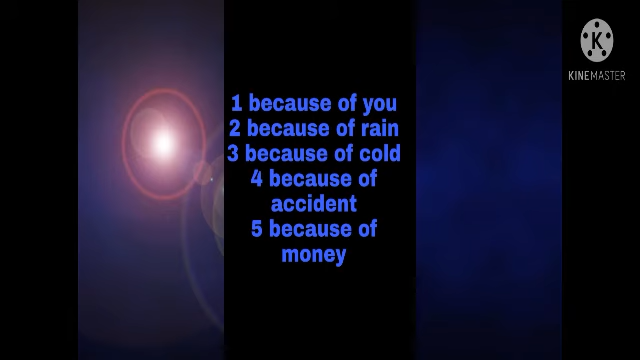 1 because of you
2 because of rain
3 because of cold
4 because of
accident
5 because of
money
KINEMASTER